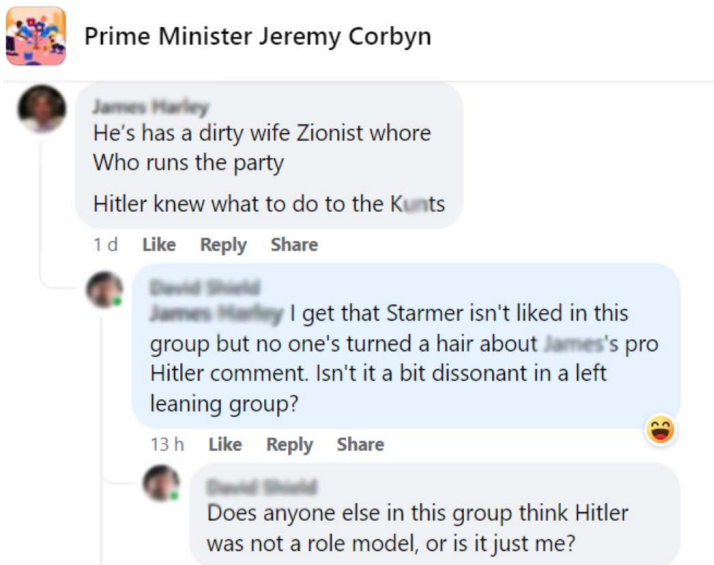 Prime Minister Jeremy Corbyn
He's has a dirty wife Zionist whore
Who runs the party
Hitler knew what to do to the K ts
1 d Like Reply Share
I get that Starmer isn't liked in this
group but no one's turned a hair about 's pro
Hitler comment. Isn't it a bit dissonant in a left
leaning group?
13 h Like Reply Share
Does anyone else in this group think Hitler
was not a role model, or is it just me?